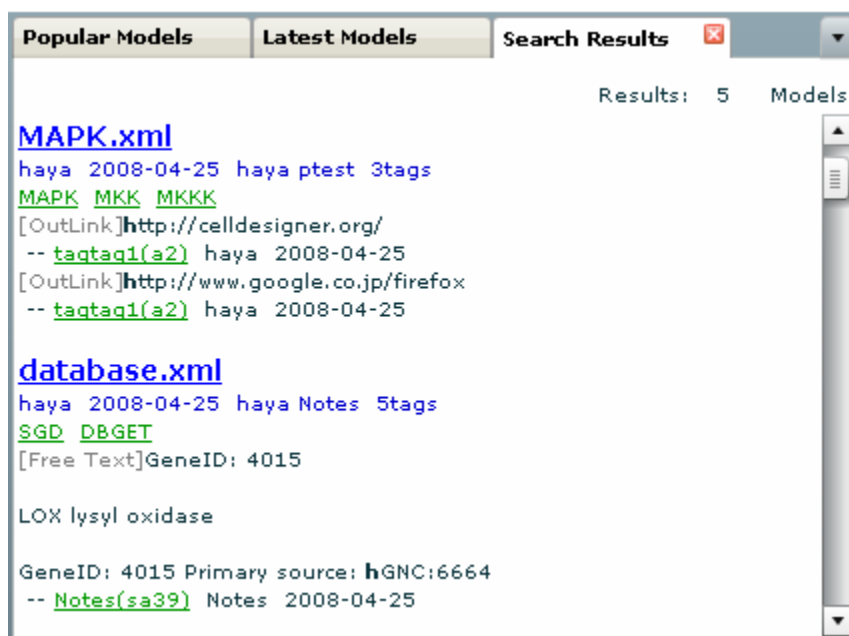 Popular Models Latest Models Search Results
Results: 5 Models
MAPK.xml
haya 2008-04-25 haya ptest 3tags
MAPK MKK MKKK
[OutLink]http://celldesigner.org/
-- tagtag1(a2) haya 2008-04-25
[OutLink]http://www.google.co.jp/firefox
-- tagtag1(a2) haya 2008-04-25
database.xml
haya 2008-04-25 haya Notes 5tags
SGD DBGET
[Free Text]GeneID: 4015
LOX lysyl oxidase
GeneID: 4015 Primary source: hGNC:6664
-- Notes(sa39) Notes 2008-04-25